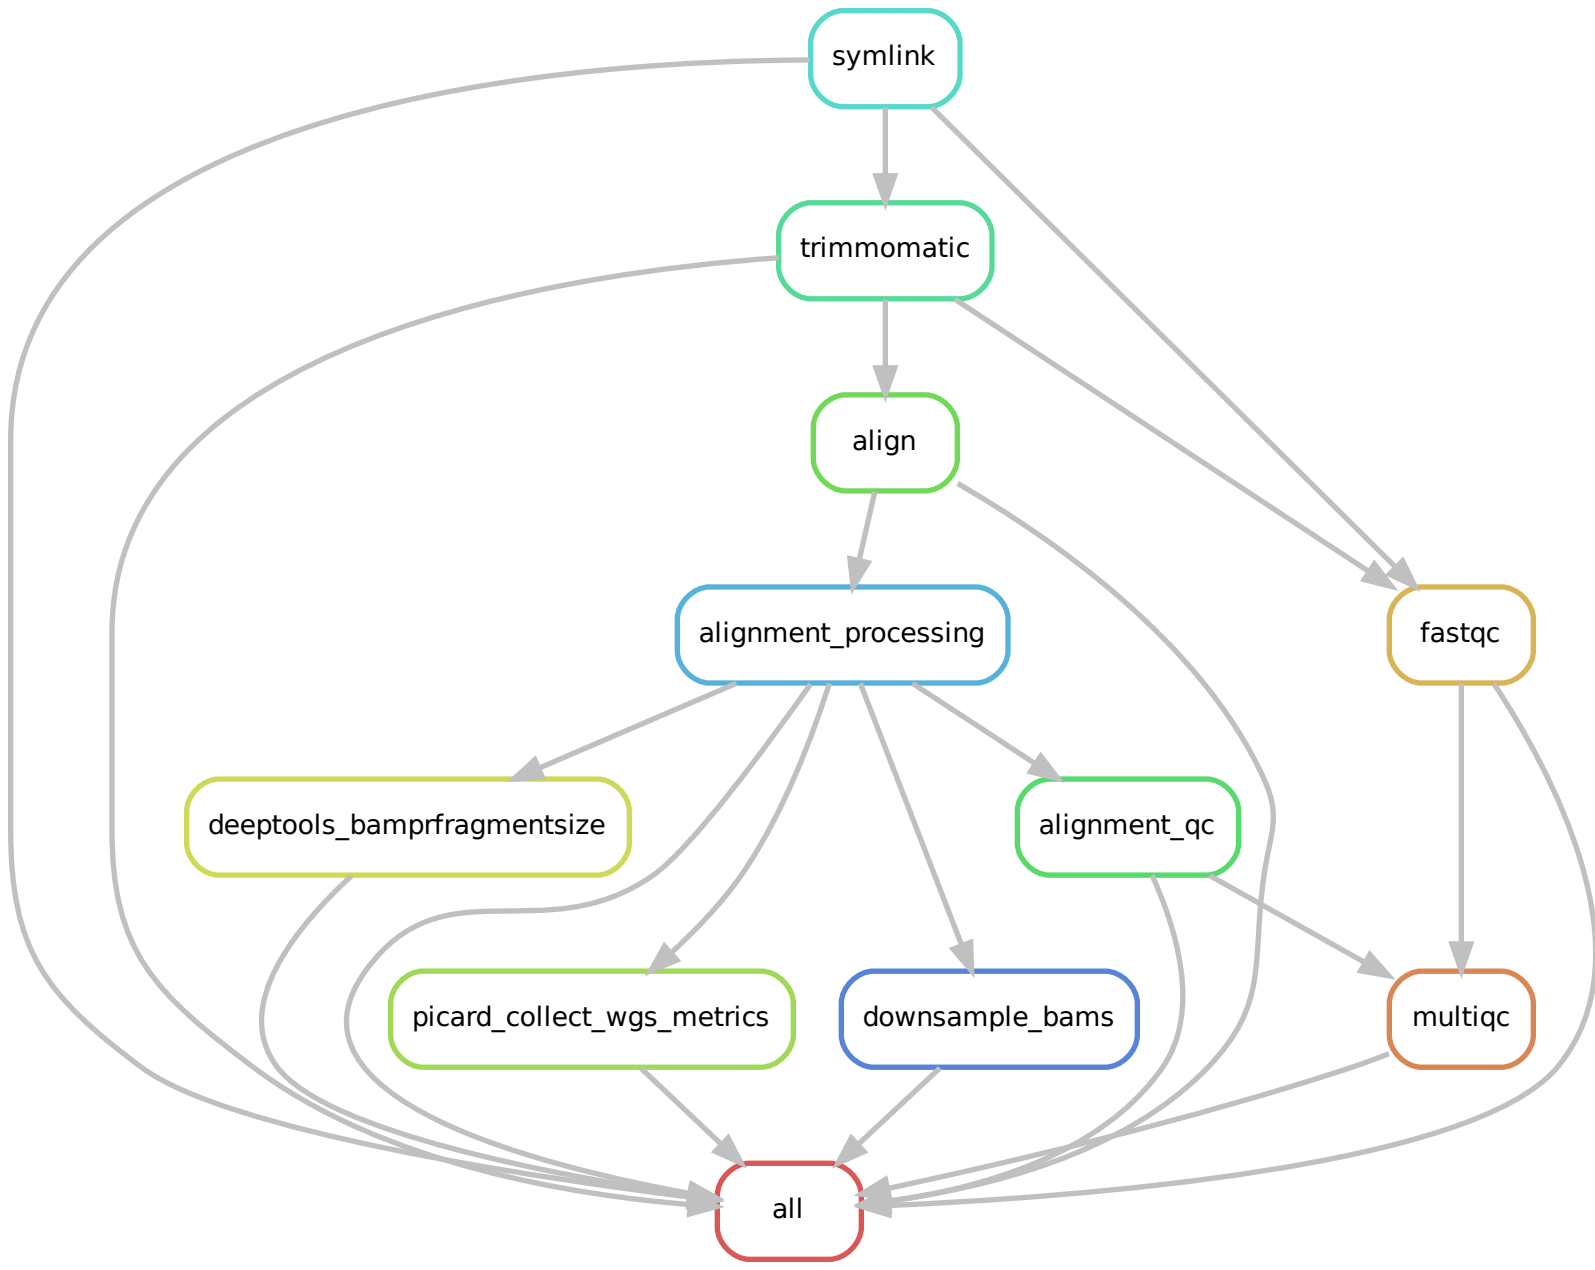 symlink
trimmomatic
align
alignment_processing
fastqc
deeptools_bamprfragmentsize
alignment_qc
picard_collect_wgs_metrics
downsample_bams
multiqc
all